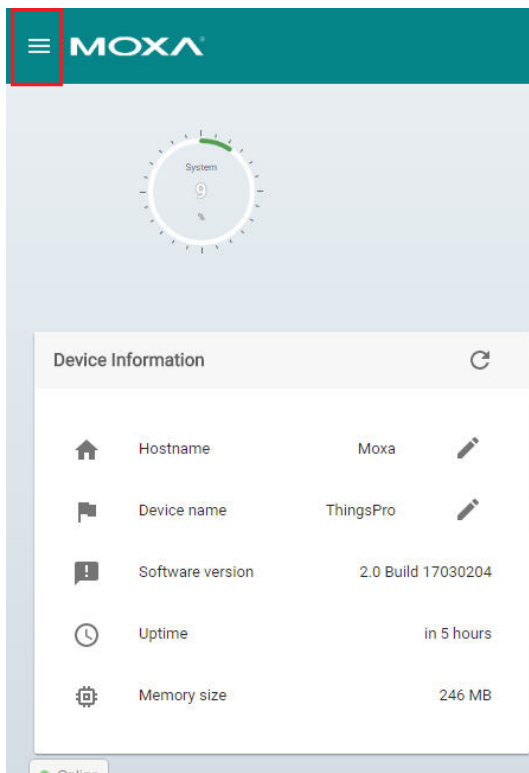 MOXA
System
9
%
Device Information
Hostname Moxa
Device name ThingsPro
Software version 2.0 Build 17030204
Uptime in 5 hours
Memory size 246 MB